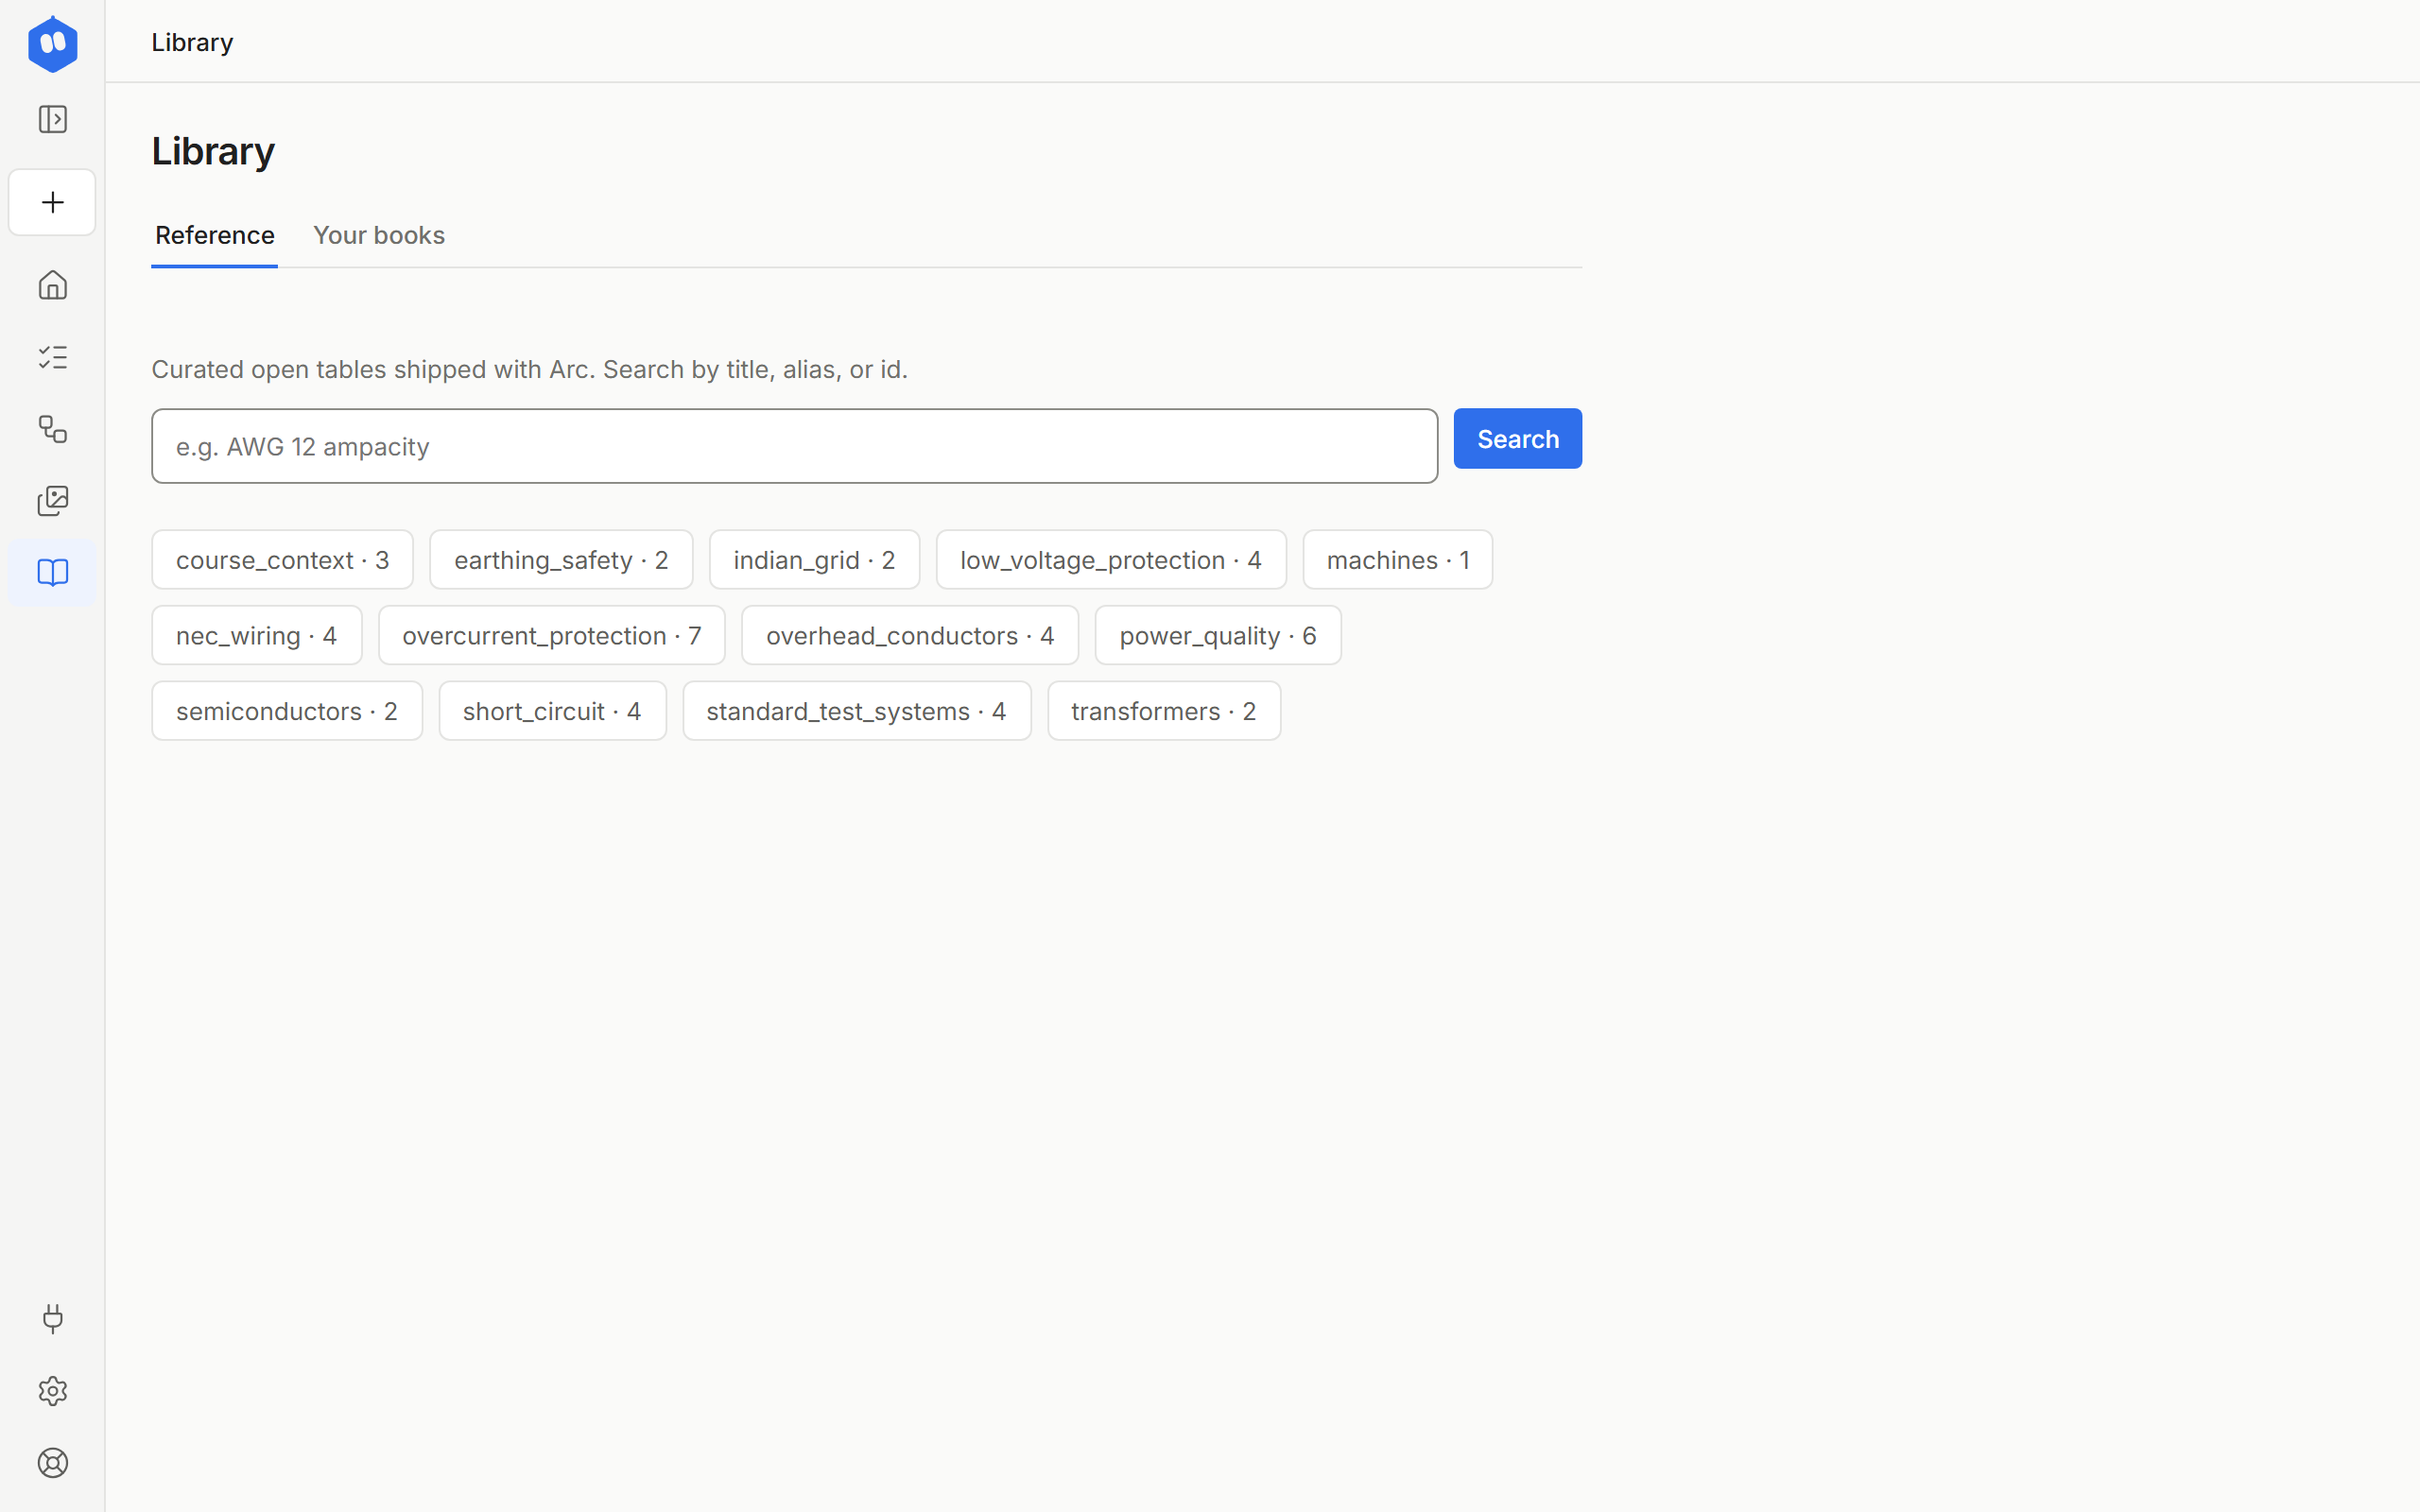 Library
Library
Reference Your books
Curated open tables shipped with Arc. Search by title, alias, or id.
e.g. AWG 12 ampacity Search
course_context · 3 earthing_safety · 2 indian_grid · 2 low_voltage_protection · 4 machines · 1
nec_wiring · 4 overcurrent_protection · 7 overhead_conductors · 4 power_quality · 6
semiconductors · 2 short_circuit · 4 standard_test_systems · 4 transformers · 2